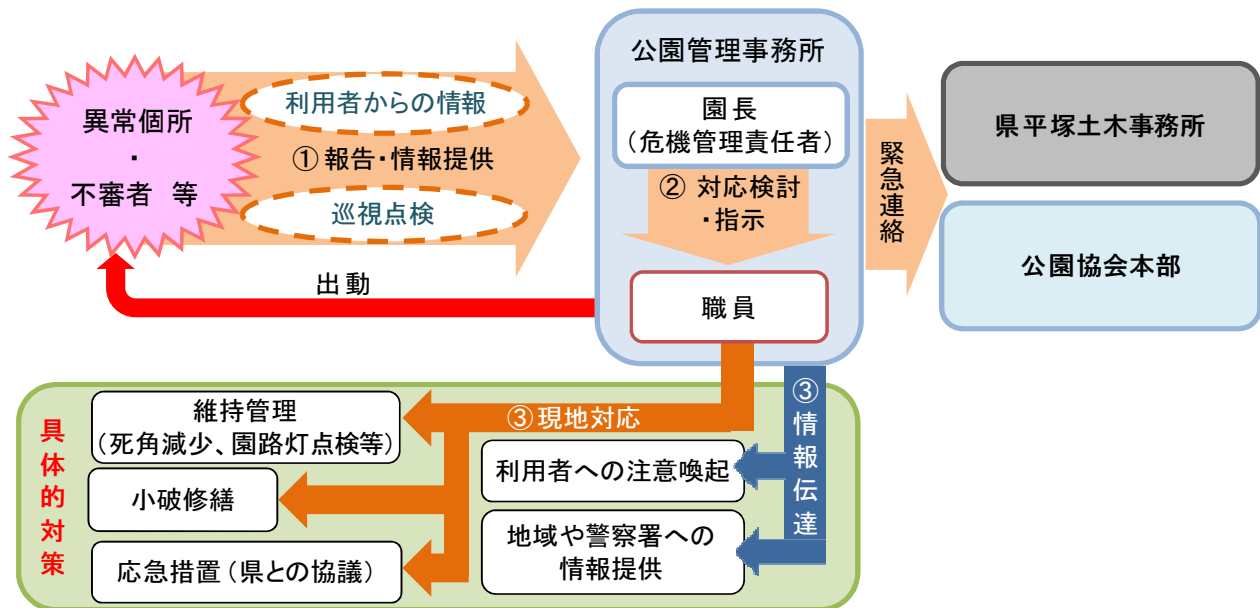 異常個所
・
不審者 等
利用者からの情報
①報告・情報提供
巡視点検
出動
公園管理事務所
園長
（危機管理責任者）
② 対応検討
・指示
職員
緊急連絡
県平塚土木事務所
公園協会本部
具体的対策
③現地対応
維持管理
（死角減少、園路灯点検等）
小破修繕
応急措置（県との協議）
③情報伝達
利用者への注意喚起
地域や警察署への
情報提供